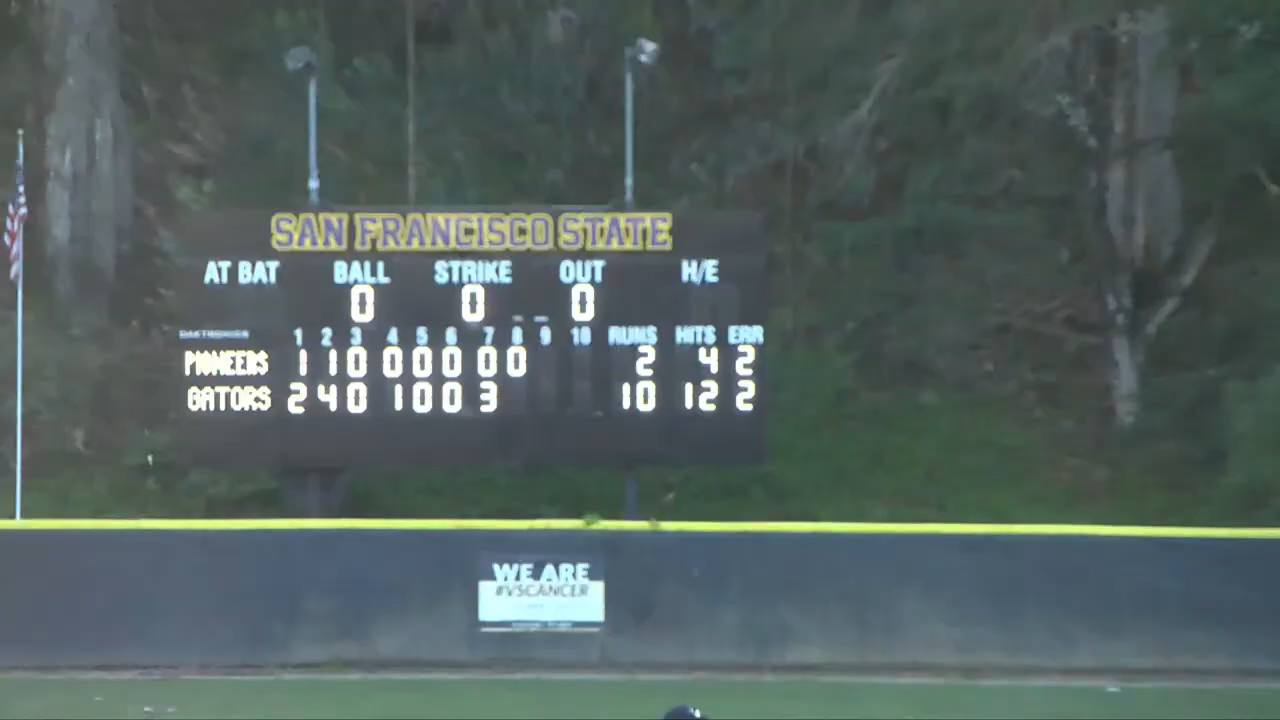 SAN FRANCISCO STATE
AT BAT BALL STRIKE OUT H/E
0 0 0
DAKTRONICS 1 2 3 4 5 6 7 8 9 10 RUNS HITS ERR
PIONEERS 1 1 0 0 0 0 0 0 2 4 2
GATORS 2 4 0 1 0 0 3 10 12 2
WE ARE
#VSCANCER